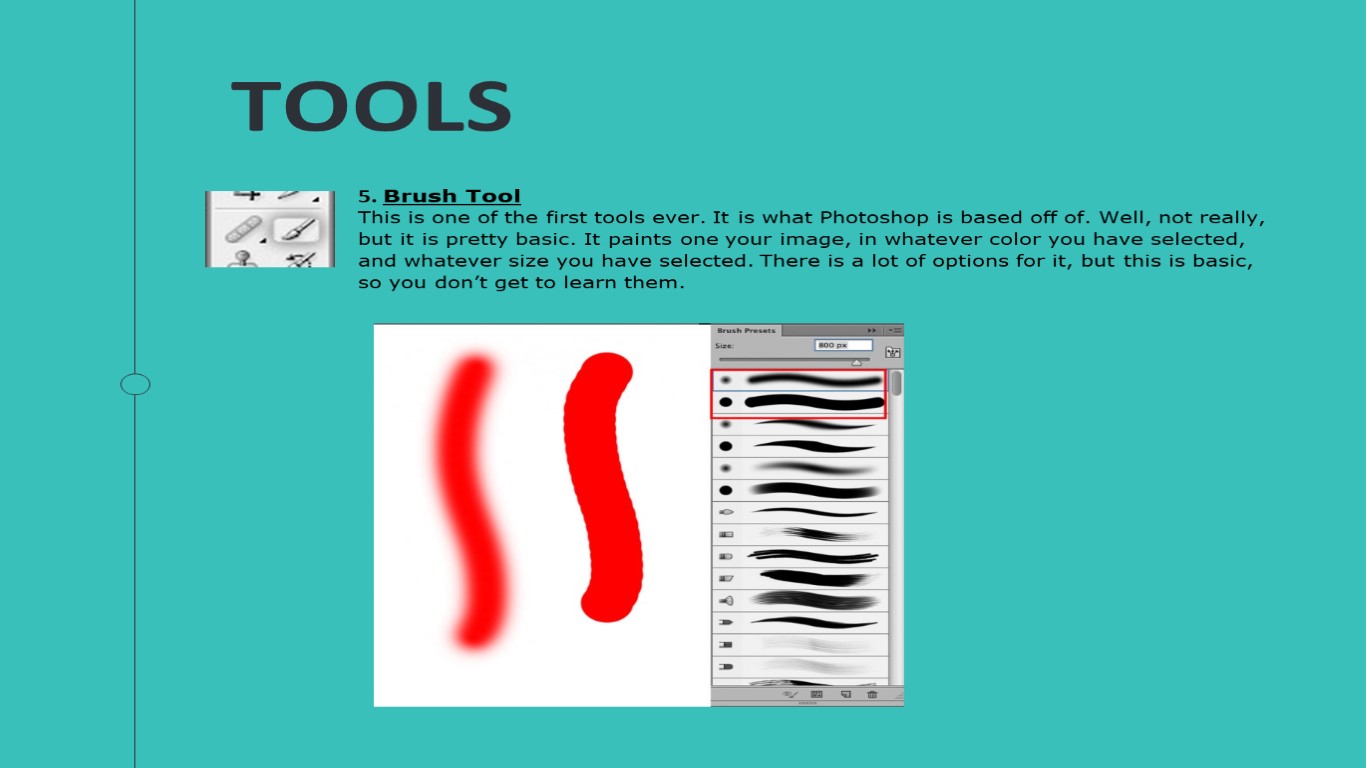 TOOLS
5. Brush Tool
This is one of the first tools ever. It is what Photoshop is based off of. Well, not really,
but it is pretty basic. It paints one your image, in whatever color you have selected,
and whatever size you have selected. There is a lot of options for it, but this is basic,
so you don’t get to learn them.
Brush Presets
Size:
800 px